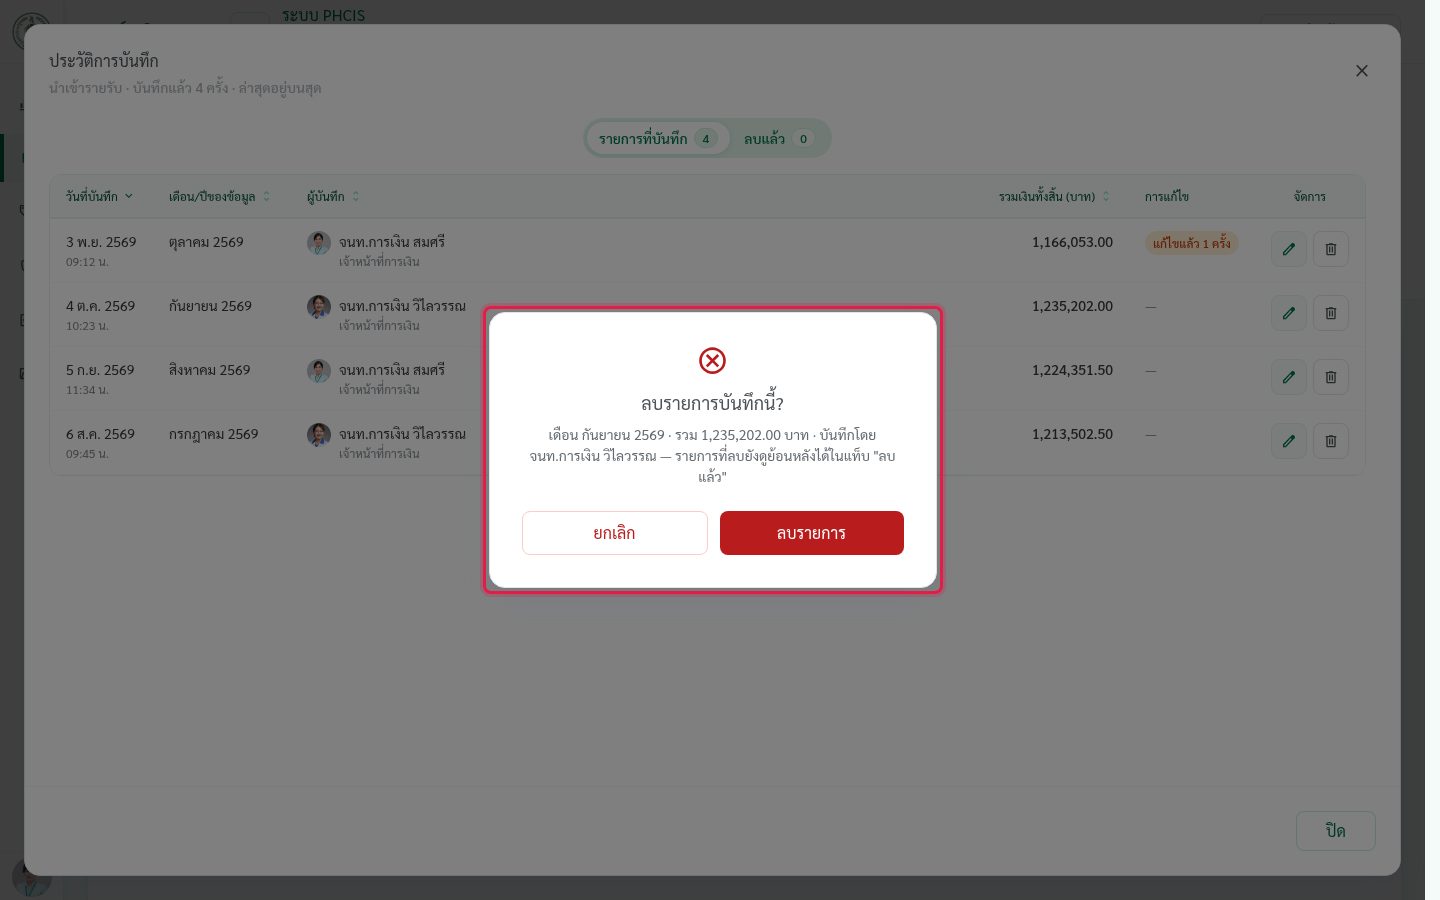 ระบบ PHCIS
ประวัติการบันทึก
นำเข้ารายรับ · บันทึกแล้ว 4 ครั้ง · ล่าสุดอยู่บนสุด
รายการที่บันทึก 4 ลบแล้ว 0
วันที่บันทึก เดือน/ปีของข้อมูล ผู้บันทึก รวมเงินทั้งสิ้น (บาท) การแก้ไข จัดการ
3 พ.ย. 2569 ตุลาคม 2569 จนท.การเงิน สมศรี 1,166,053.00 แก้ไขแล้ว 1 ครั้ง
09:12 น. เจ้าหน้าที่การเงิน
4 ต.ค. 2569 กันยายน 2569 จนท.การเงิน วิไลวรรณ 1,235,202.00 —
10:23 น. เจ้าหน้าที่การเงิน
5 ก.ย. 2569 สิงหาคม 2569 จนท.การเงิน สมศรี 1,224,351.50 —
11:34 น. เจ้าหน้าที่การเงิน
6 ส.ค. 2569 กรกฎาคม 2569 จนท.การเงิน วิไลวรรณ 1,213,502.50 —
09:45 น. เจ้าหน้าที่การเงิน
ลบรายการบันทึกนี้?
เดือน กันยายน 2569 · รวม 1,235,202.00 บาท · บันทึกโดย
จนท.การเงิน วิไลวรรณ — รายการที่ลบยังดูย้อนหลังได้ในแท็บ "ลบ
แล้ว"
ยกเลิก ลบรายการ
ปิด